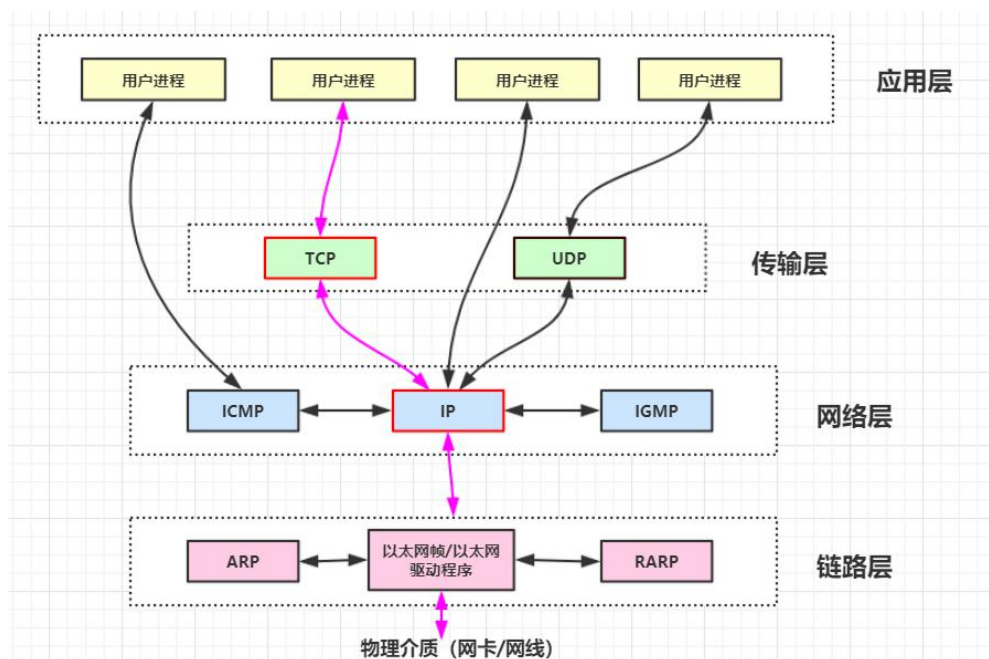 用户进程
用户进程
用户进程
用户进程
应用层
TCP
UDP
传输层
ICMP
IP
IGMP
网络层
ARP
以太网帧/以太网
驱动程序
RARP
链路层
物理介质（网卡/网线）